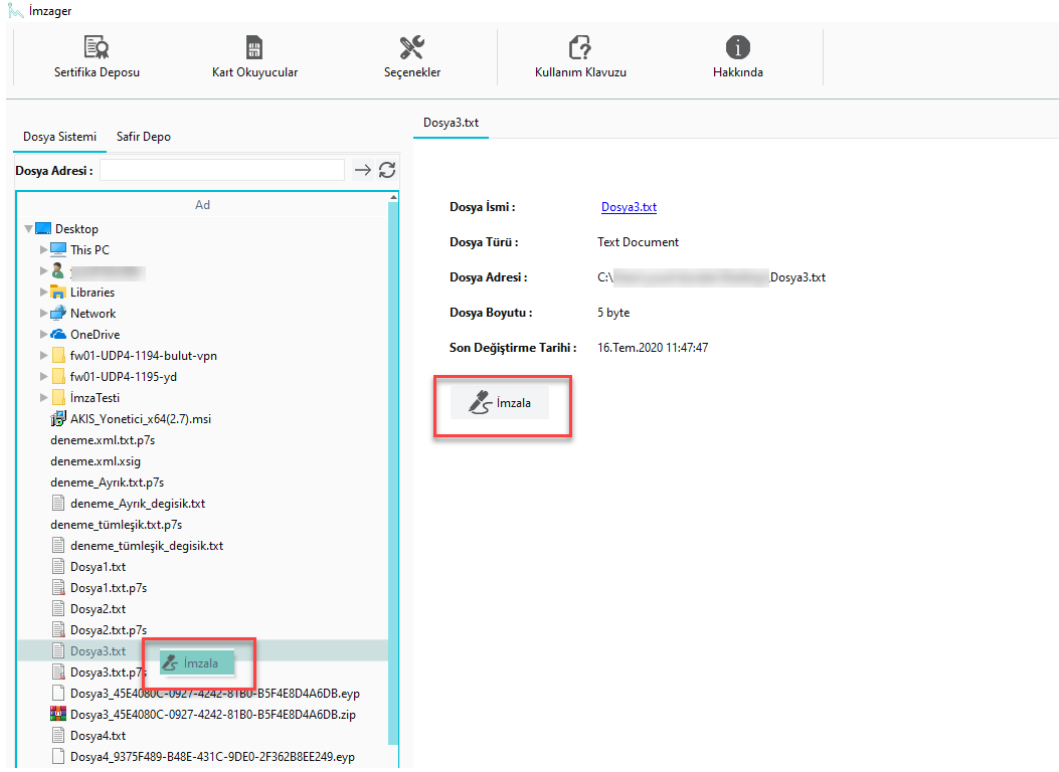 İmzager
Sertifika Deposu
Kart Okuyucular
Seçenekler
Kullanım Klavuzu
Hakkında
Dosya Sistemi
Safir Depo
Dosya Adresi :
Ad
Desktop
This PC
Libraries
Network
OneDrive
fw01-UDP4-1194-bulut-vpn
fw01-UDP4-1195-yd
İmzaTesti
AKIS_Yonetici_x64(2.7).msi
deneme.xml.txt.p7s
deneme.xml.xsig
deneme_Ayrık.txt.p7s
deneme_Ayrık_degisik.txt
deneme_tümleşik.txt.p7s
deneme_tümleşik_degisik.txt
Dosya1.txt
Dosya1.txt.p7s
Dosya2.txt
Dosya2.txt.p7s
Dosya3.txt
İmzala
Dosya3.txt.p7s
Dosya3_45E4080C-0927-4242-81B0-B5F4E8D4A6DB.eyp
Dosya3_45E4080C-0927-4242-81B0-B5F4E8D4A6DB.zip
Dosya4.txt
Dosya4_9375F489-B48E-431C-9DE0-2F362B8EE249.eyp
Dosya3.txt
Dosya İsmi : Dosya3.txt
Dosya Türü : Text Document
Dosya Adresi : C:\ Dosya3.txt
Dosya Boyutu : 5 byte
Son Değiştirme Tarihi : 16.Tem.2020 11:47:47
İmzala